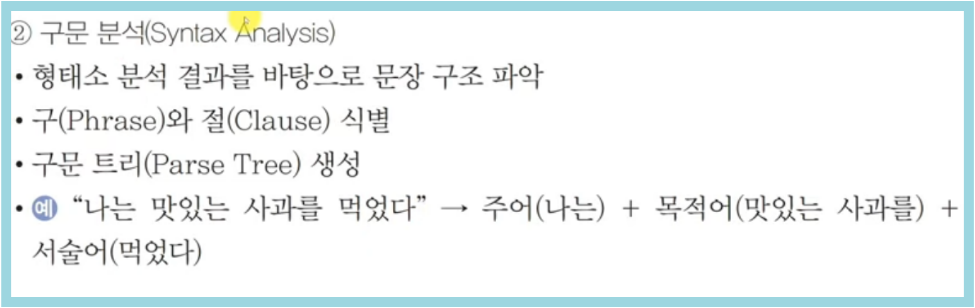 ② 구문 분석(Syntax Analysis)
• 형태소 분석 결과를 바탕으로 문장 구조 파악
• 구(Phrase)와 절(Clause) 식별
• 구문 트리(Parse Tree) 생성
• 예 “나는 맛있는 사과를 먹었다” → 주어(나는) + 목적어(맛있는 사과를) +
서술어(먹었다)